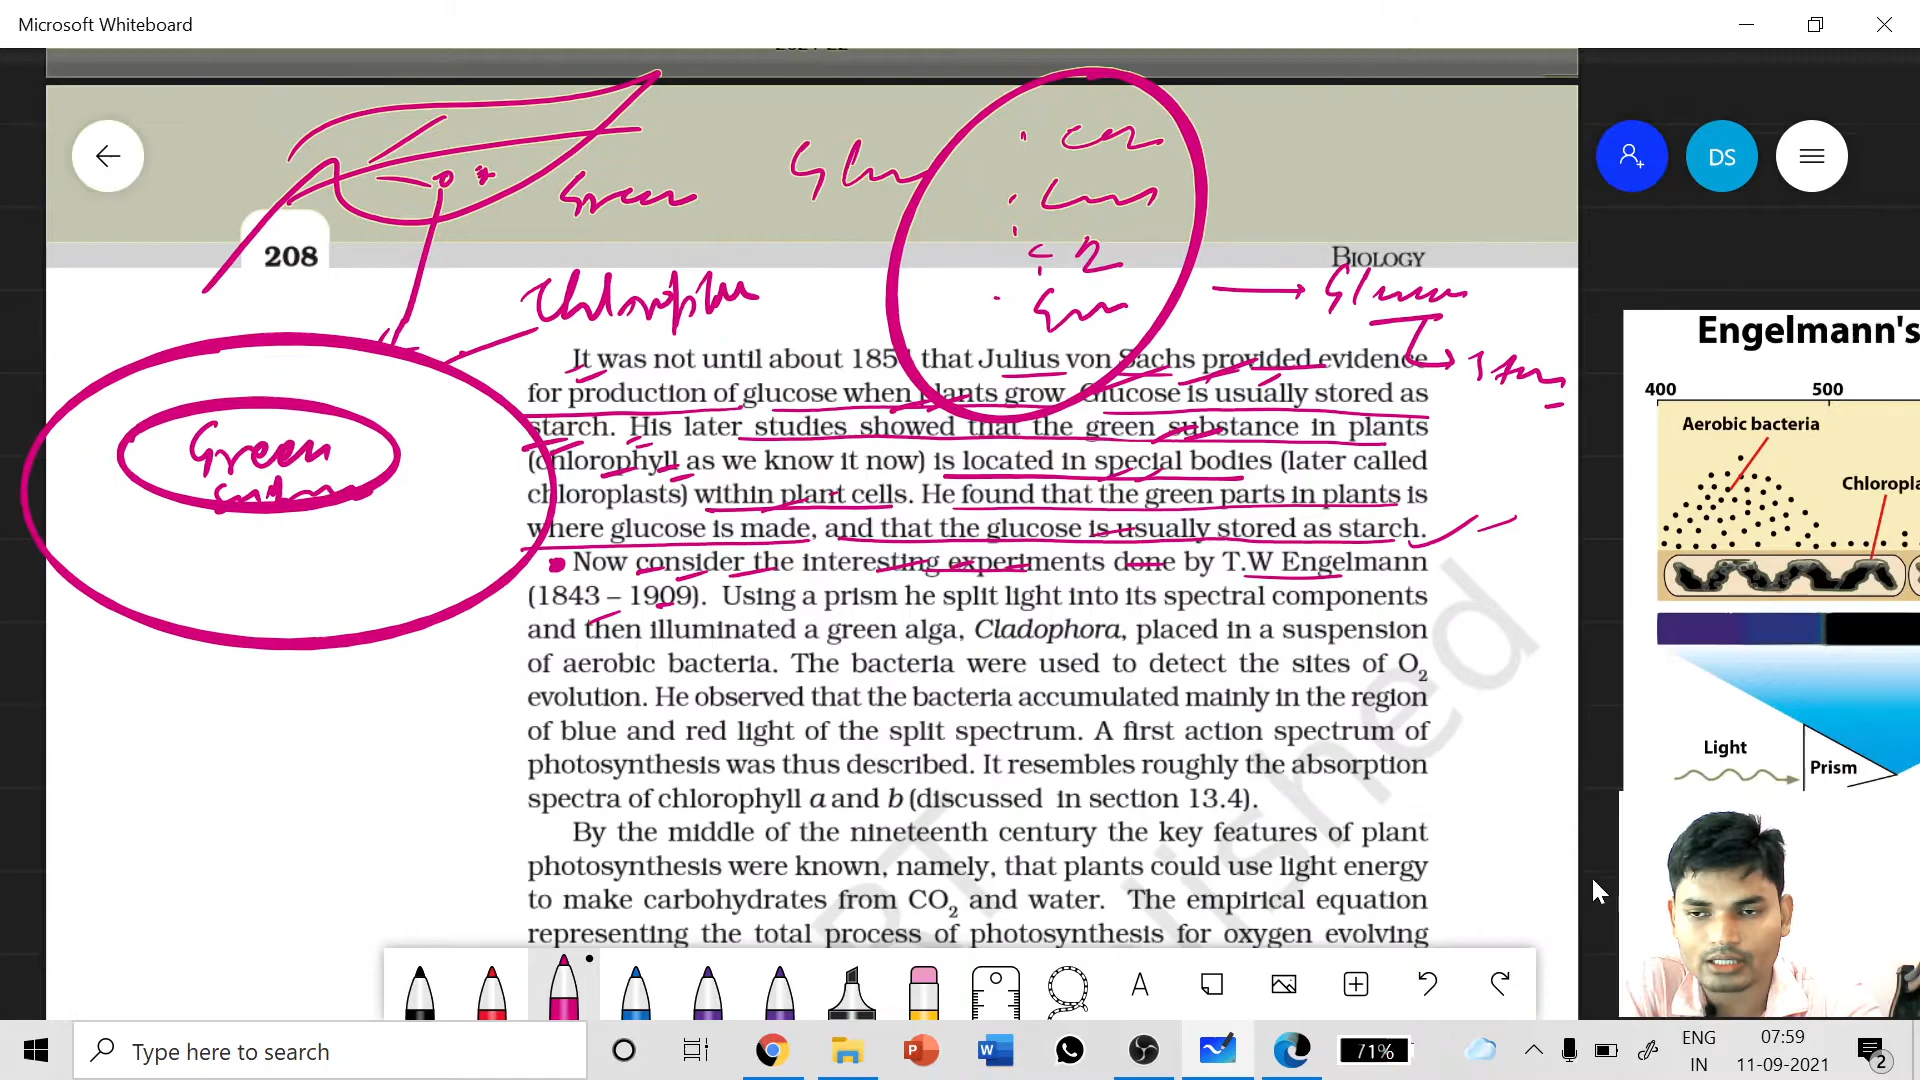 Microsoft Whiteboard
Green
DS
208
BIOLOGY
Engelmann's
It was not until about 185 that Julius von Sachs provided evidence
for production of glucose when plants grow. Glucose is usually stored as
starch. His later studies showed that the green substance in plants
(chlorophyll as we know it now) is located in special bodies (later called
chloroplasts) within plant cells. He found that the green parts in plants is
where glucose is made, and that the glucose is usually stored as starch.
Now consider the interesting experiments done by T.W Engelmann
(1843 – 1909). Using a prism he split light into its spectral components
and then illuminated a green alga, Cladophora, placed in a suspension
of aerobic bacteria. The bacteria were used to detect the sites of O2
evolution. He observed that the bacteria accumulated mainly in the region
of blue and red light of the split spectrum. A first action spectrum of
photosynthesis was thus described. It resembles roughly the absorption
spectra of chlorophyll a and b (discussed in section 13.4).
By the middle of the nineteenth century the key features of plant
photosynthesis were known, namely, that plants could use light energy
to make carbohydrates from CO2 and water. The empirical equation
representing the total process of photosynthesis for oxygen evolving
Green
400 500
Aerobic bacteria
Chloropla
Light
Prism
Type here to search
71%
ENG
IN
07:59
11-09-2021
2